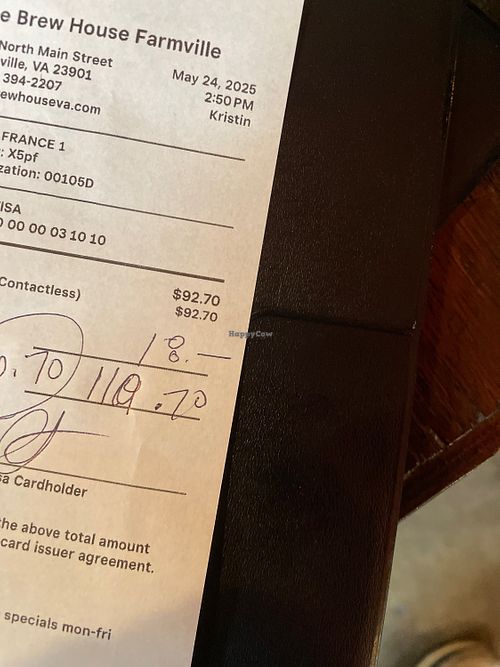 e Brew House Farmville
North Main Street
ville, VA 23901
394-2207
ewhouseva.com
May 24, 2025
2:50 PM
Kristin
FRANCE 1
: X5pf
zation: 00105D
ISA
0 00 00 03 10 10
Contactless)
$92.70
$92.70
18.—
.70
110.70
a Cardholder
the above total amount
card issuer agreement.
specials mon-fri
HappyCow